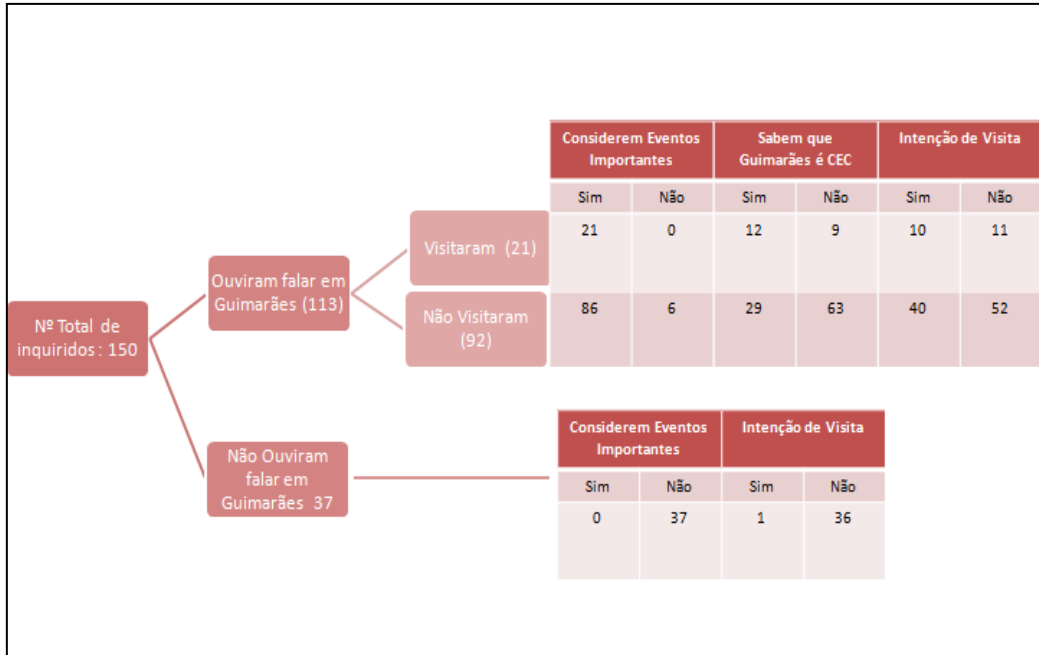 Nº Total de
inquiridos : 150
Ouviram falar em
Guimarães (113)
Visitaram (21)
Não Visitaram
(92)
Considerem Eventos
Importantes
Sabem que
Guimarães é CEC
Intenção de Visita
Sim Não Sim Não Sim Não
21 0 12 9 10 11
86 6 29 63 40 52
Não Ouviram
falar em
Guimarães 37
Considerem Eventos
Importantes
Intenção de Visita
Sim Não Sim Não
0 37 1 36